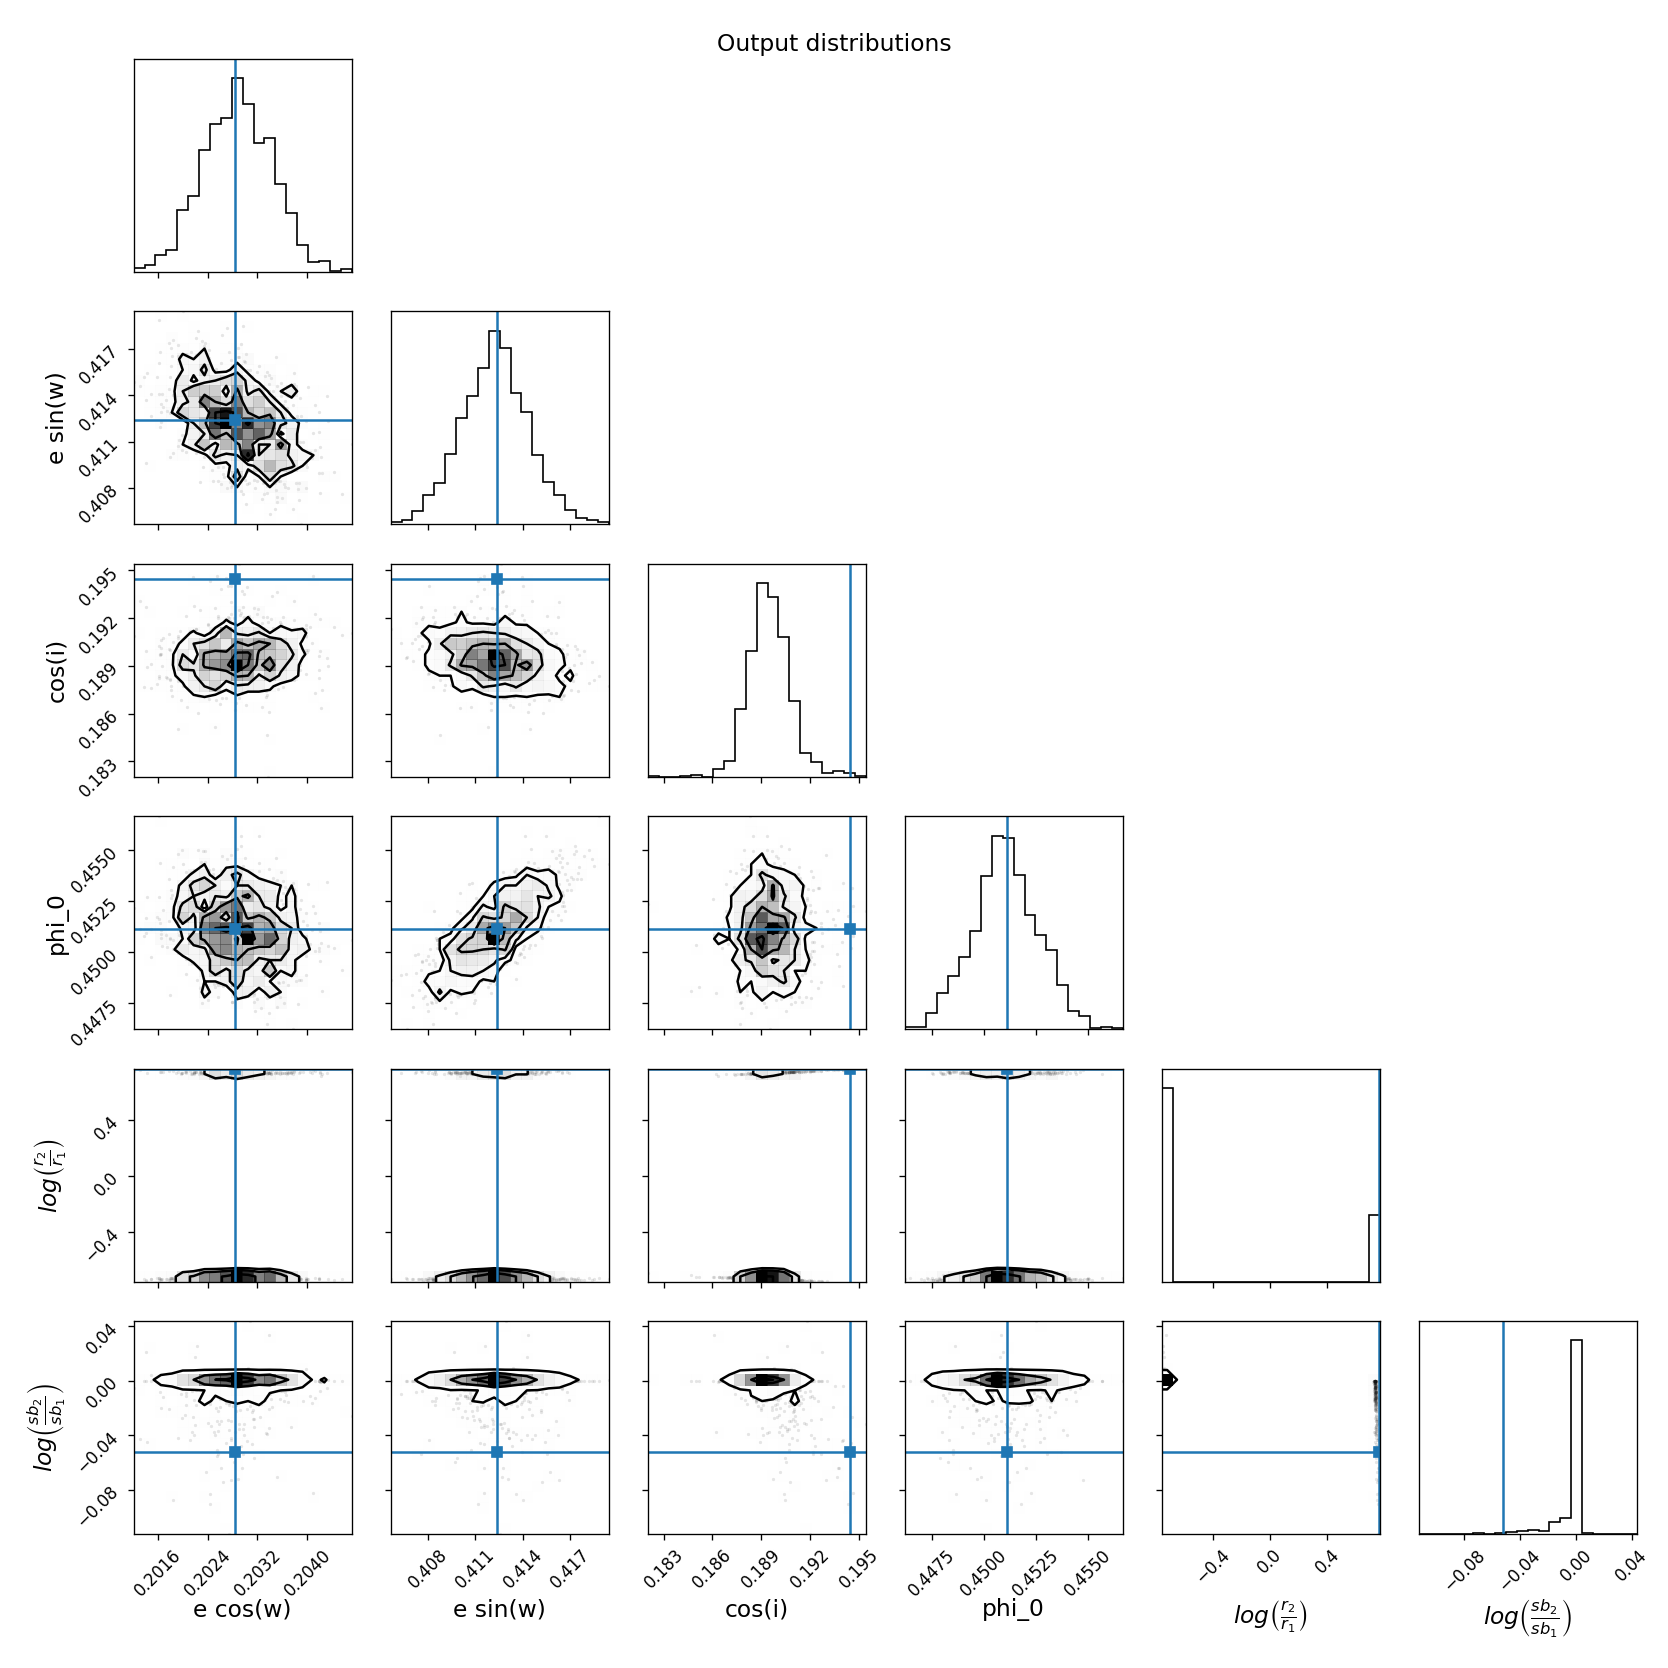 Output distributions
e sin(w)
0.417
0.414
0.411
0.408
cos(i)
0.195
0.192
0.189
0.186
0.183
phi_0
0.4550
0.4525
0.4500
0.4475
log(r2/r1)
0.4
0.0
−0.4
log(sb2/sb1)
0.04
0.00
−0.04
−0.08
0.2016 0.2024 0.2032 0.2040
0.408 0.411 0.414 0.417
0.183 0.186 0.189 0.192 0.195
0.4475 0.4500 0.4525 0.4550
−0.4 0.0 0.4
−0.08 −0.04 0.00 0.04
e cos(w)
e sin(w)
cos(i)
phi_0
log(r2/r1)
log(sb2/sb1)